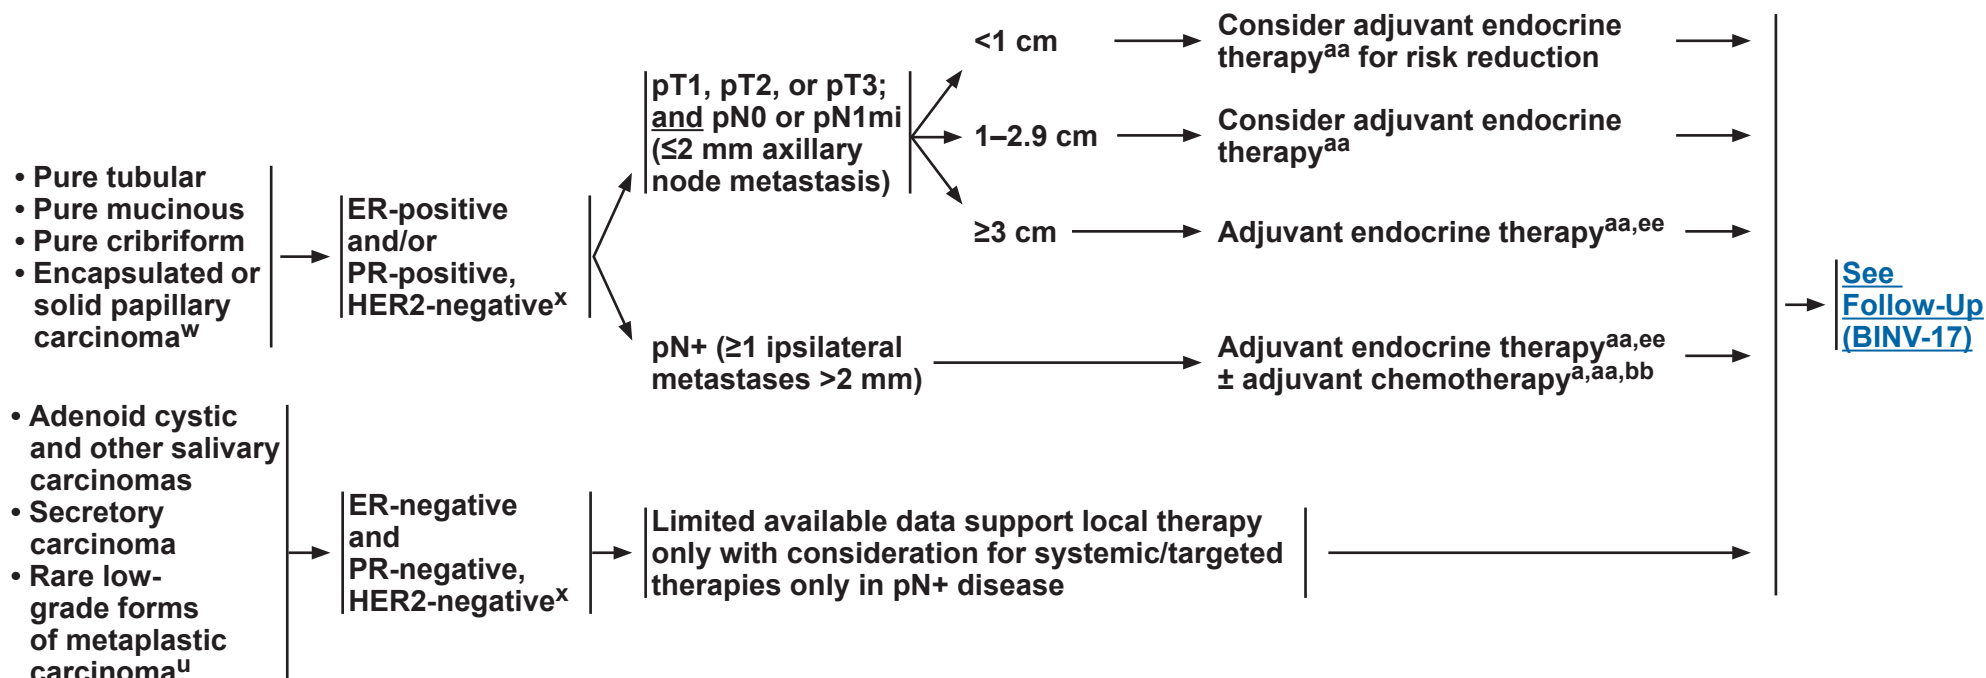 • Pure tubular
• Pure mucinous
• Pure cribriform
• Encapsulated or
solid papillary
carcinomaʷ
ER-positive
and/or
PR-positive,
HER2-negativeˣ
pT1, pT2, or pT3;
and pN0 or pN1mi
(≤2 mm axillary
node metastasis)
<1 cm
Consider adjuvant endocrine
therapyᵃᵃ for risk reduction
1–2.9 cm
Consider adjuvant endocrine
therapyᵃᵃ
≥3 cm
Adjuvant endocrine therapyᵃᵃ,ᵉᵉ
pN+ (≥1 ipsilateral
metastases >2 mm)
Adjuvant endocrine therapyᵃᵃ,ᵉᵉ
± adjuvant chemotherapyᵃ,ᵃᵃ,ᵇᵇ
See
Follow-Up
(BINV-17)
• Adenoid cystic
and other salivary
carcinomas
• Secretory
carcinoma
• Rare low-
grade forms
of metaplastic
carcinomaᵘ
ER-negative
and
PR-negative,
HER2-negativeˣ
Limited available data support local therapy
only with consideration for systemic/targeted
therapies only in pN+ disease